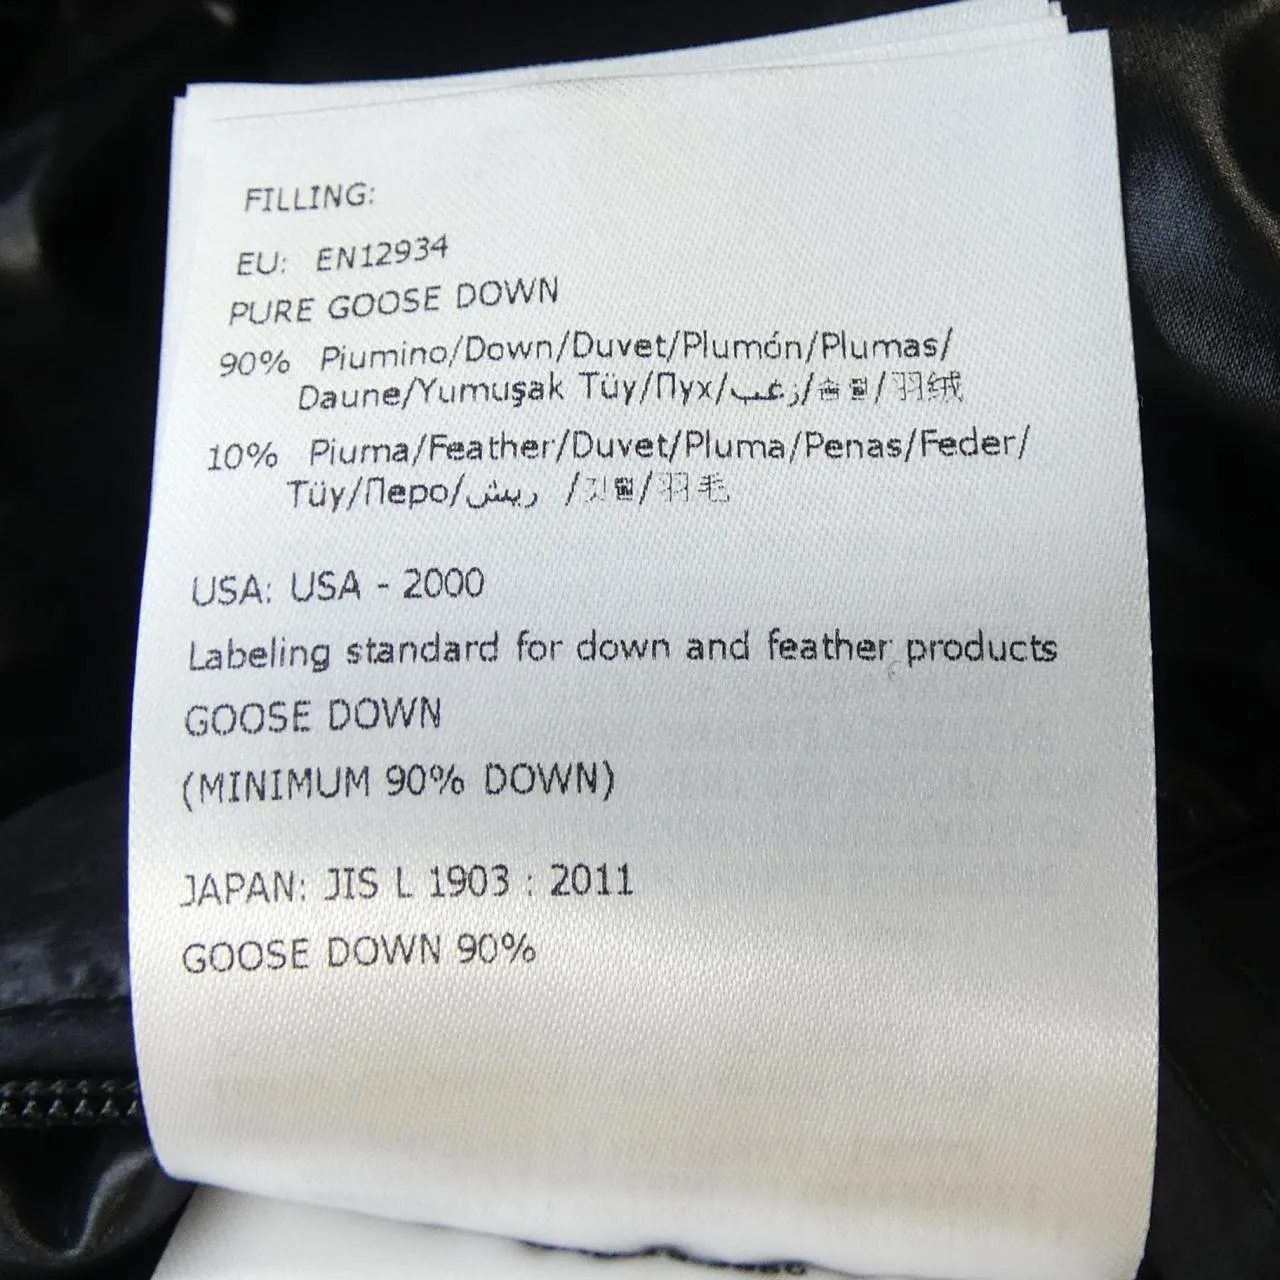 FILLING:
EU: EN12934
PURE GOOSE DOWN
90% Piumino/Down/Duvet/Plumón/Plumas/
Daune/Yumuşak Tüy/Пух/زغب/솜털/羽绒
10% Piuma/Feather/Duvet/Pluma/Penas/Feder/
Tüy/Перо/ريش /깃털/羽毛
USA: USA - 2000
Labeling standard for down and feather products
GOOSE DOWN
(MINIMUM 90% DOWN)
JAPAN: JIS L 1903 : 2011
GOOSE DOWN 90%